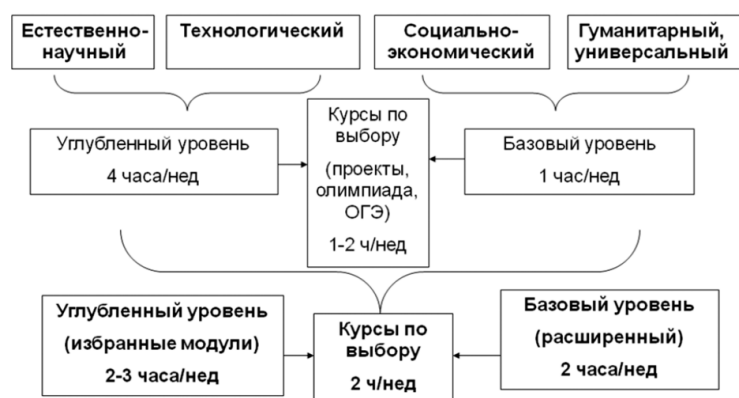 Естественно-
научный
Технологический
Социально-
экономический
Гуманитарный,
универсальный
Углубленный уровень
4 часа/нед
Курсы по
выбору
(проекты,
олимпиада,
ОГЭ)
1-2 ч/нед
Базовый уровень
1 час/нед
Углубленный уровень
(избранные модули)
2-3 часа/нед
Курсы по
выбору
2 ч/нед
Базовый уровень
(расширенный)
2 часа/нед